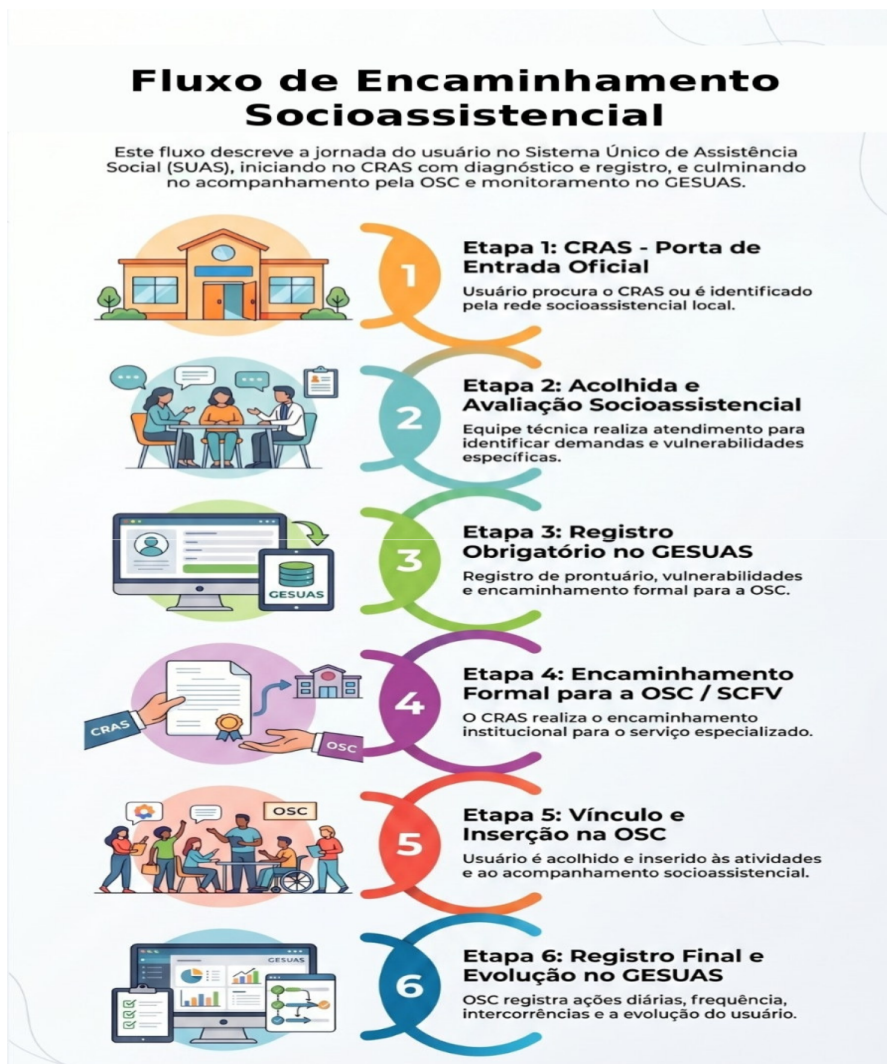 Fluxo de Encaminhamento
Socioassistencial
Este fluxo descreve a jornada do usuário no Sistema Único de Assistência
Social (SUAS), iniciando no CRAS com diagnóstico e registro, e culminando
no acompanhamento pela OSC e monitoramento no GESUAS.
1
Etapa 1: CRAS - Porta de
Entrada Oficial
Usuário procura o CRAS ou é identificado
pela rede socioassistencial local.
2
Etapa 2: Acolhida e
Avaliação Socioassistencial
Equipe técnica realiza atendimento para
identificar demandas e vulnerabilidades
específicas.
GESUAS
3
Etapa 3: Registro
Obrigatório no GESUAS
Registro de prontuário, vulnerabilidades
e encaminhamento formal para a OSC.
CRAS
OSC
4
Etapa 4: Encaminhamento
Formal para a OSC / SCFV
O CRAS realiza o encaminhamento
institucional para o serviço especializado.
OSC
5
Etapa 5: Vínculo e
Inserção na OSC
Usuário é acolhido e inserido às atividades
e ao acompanhamento socioassistencial.
GESUAS
6
Etapa 6: Registro Final e
Evolução no GESUAS
OSC registra ações diárias, frequência,
intercorrências e a evolução do usuário.